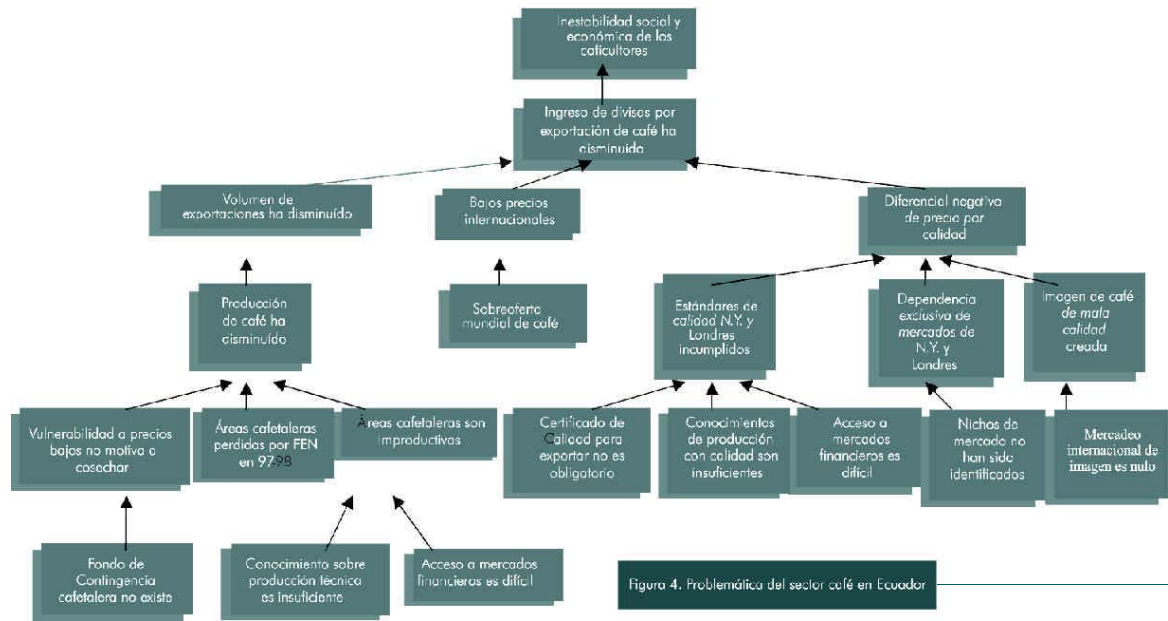 Inestabilidad social y
económica de los
caficultores
Ingreso de divisas por
exportación de café ha
disminuido
Volumen de
exportaciones ha disminuído
Bajos precios
internacionales
Diferencial negativa
de precio por
calidad
Producción
de café ha
disminuído
Sobreoferta
mundial de café
Estándares de
calidad N.Y. y
Londres
incumplidos
Dependencia
exclusiva de
mercados de
N.Y. y
Londres
Imagen de café
de mala
calidad
creada
Vulnerabilidad a precios
bajos no motiva a
cosechar
Áreas cafetaleras
perdidas por FEN
en 97-98
Áreas cafetaleras son
improductivas
Certificado de
Calidad para
exportar no es
obligatorio
Conocimientos
de producción
con calidad son
insuficientes
Acceso a
mercados
financieros es
difícil
Nichos de
mercado no
han sido
identificados
Mercadeo
internacional de
imagen es nulo
Fondo de
Contingencia
cafetalera no existe
Conocimiento sobre
producción técnica
es insuficiente
Acceso a mercados
financieros es difícil
Figura 4. Problemática del sector café en Ecuador